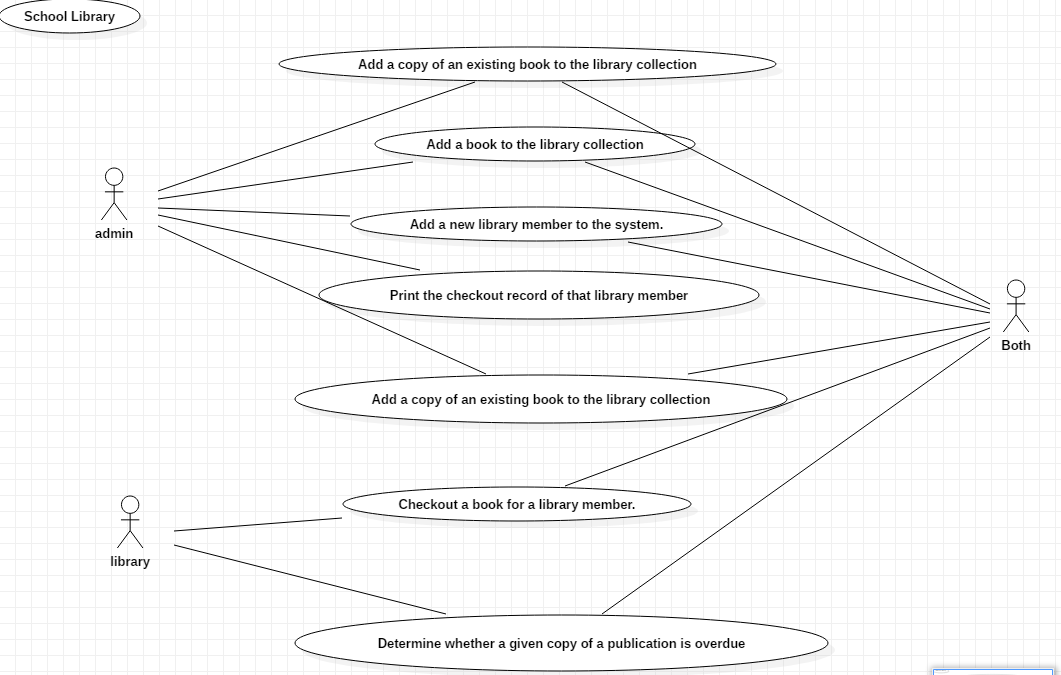 School Library
Add a copy of an existing book to the library collection
Add a book to the library collection
admin
Add a new library member to the system.
Print the checkout record of that library member
Both
Add a copy of an existing book to the library collection
Checkout a book for a library member.
library
Determine whether a given copy of a publication is overdue